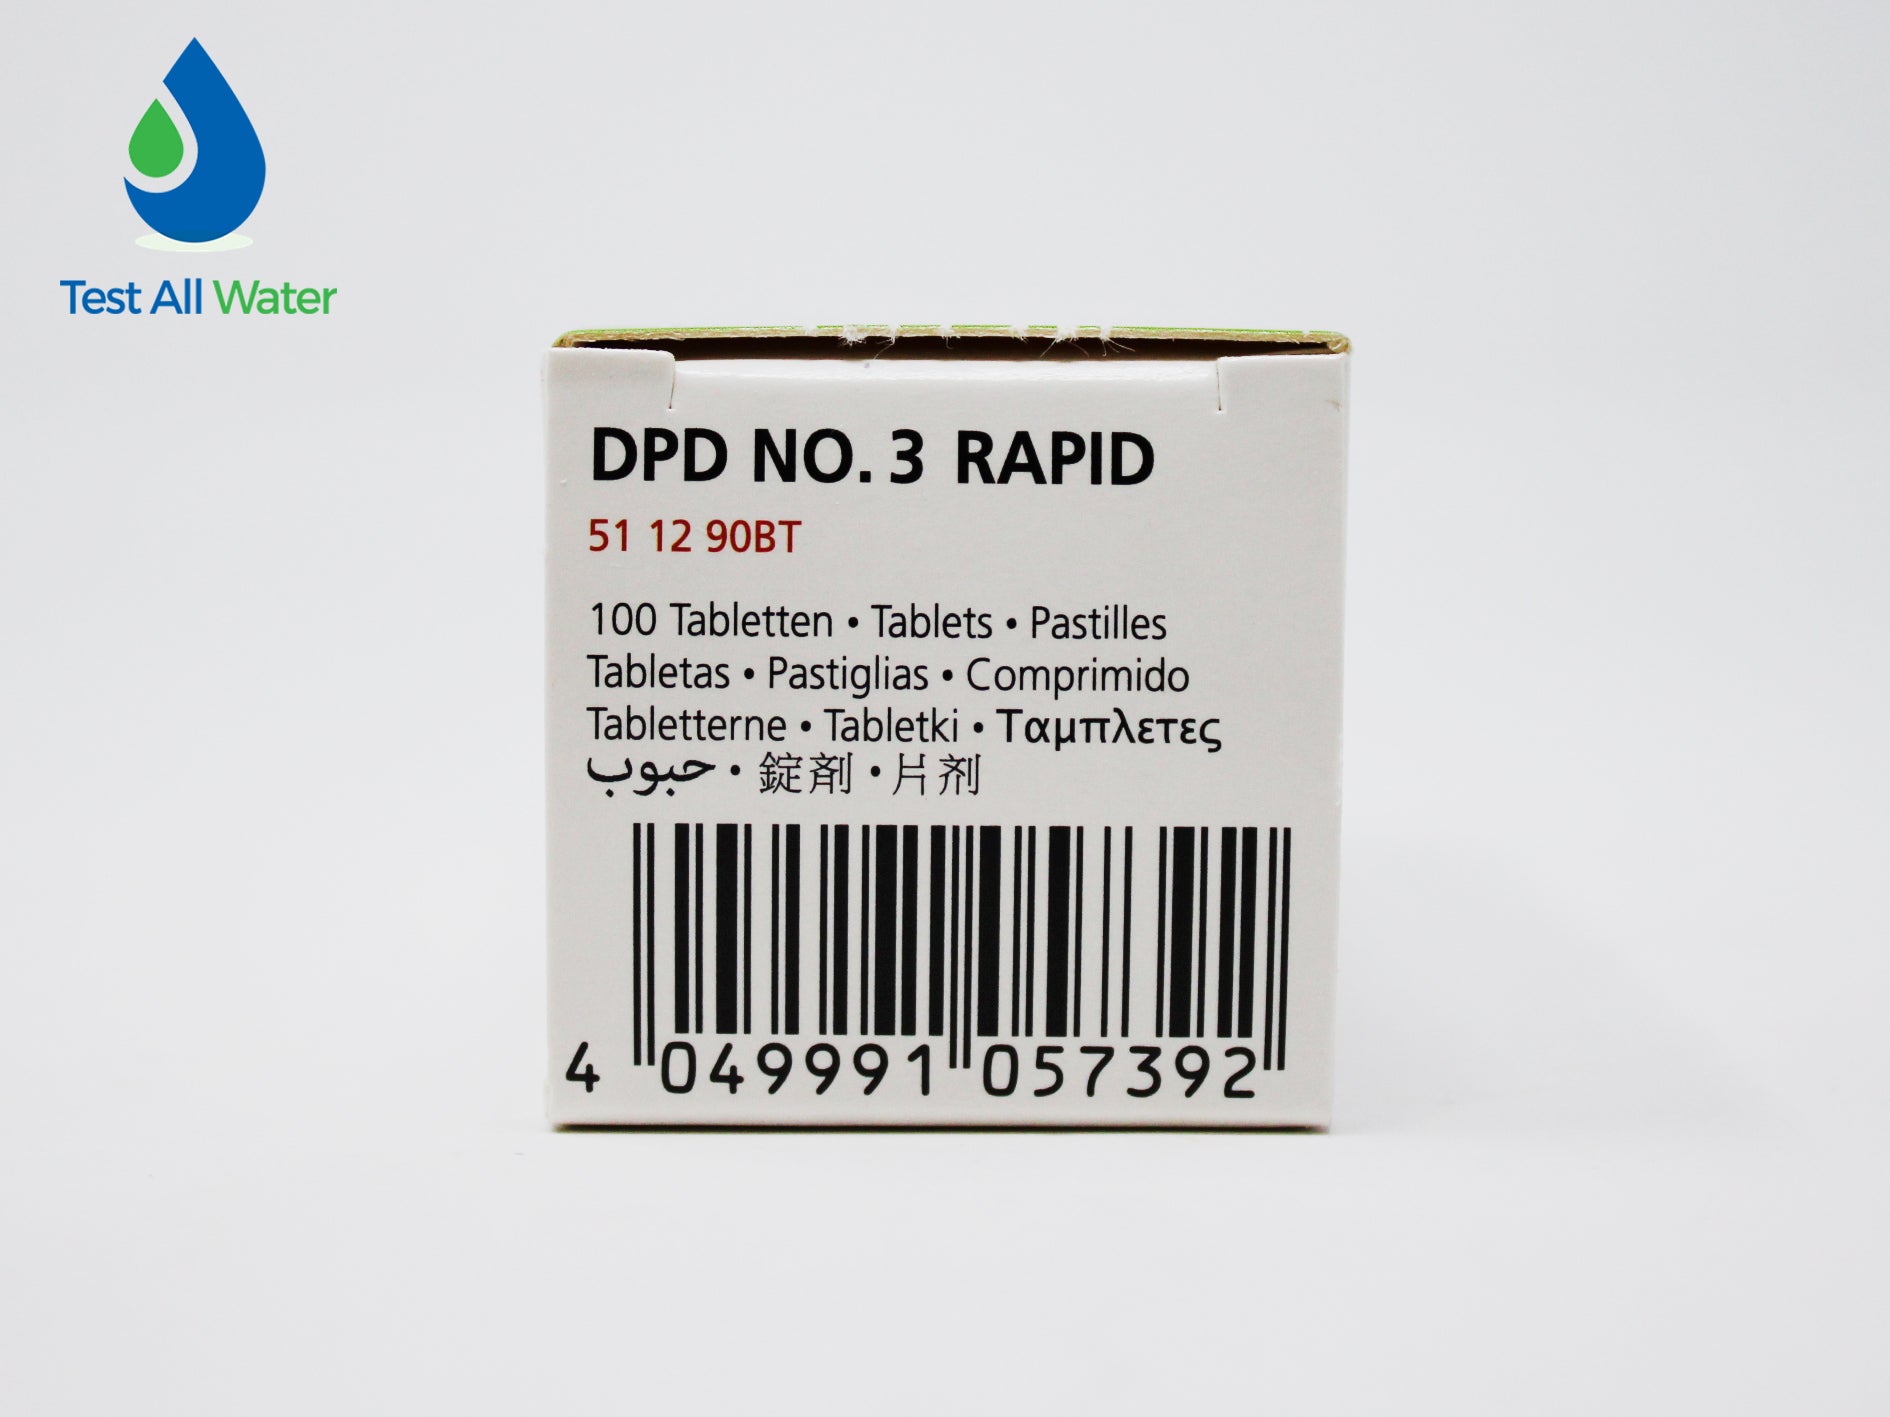 Test All Water
DPD NO. 3 RAPID
51 12 90BT
100 Tabletten • Tablets • Pastilles
Tabletas • Pastiglias • Comprimido
Tabletterne • Tabletki • Ταμπλετες
حبوب • 錠剤 • 片剂
4 049991 057392